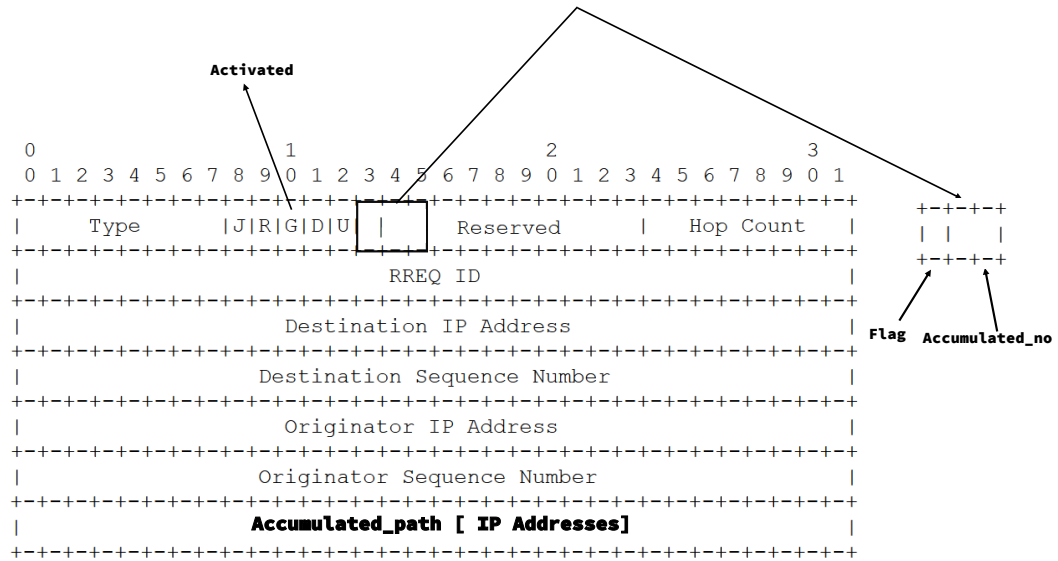 Activated
0 1 2 3
0 1 2 3 4 5 6 7 8 9 0 1 2 3 4 5 6 7 8 9 0 1 2 3 4 5 6 7 8 9 0 1
+-+-+-+-+-+-+-+-+-+-+-+-+-+-+-+-+-+-+-+-+-+-+-+-+-+-+-+-+-+-+-+-+
| Type |J|R|G|D|U| | Reserved | Hop Count |
+-+-+-+-+-+-+-+-+-+-+-+-+-+-+-+-+-+-+-+-+-+-+-+-+-+-+-+-+-+-+-+-+
| RREQ ID |
+-+-+-+-+-+-+-+-+-+-+-+-+-+-+-+-+-+-+-+-+-+-+-+-+-+-+-+-+-+-+-+-+
| Destination IP Address |
+-+-+-+-+-+-+-+-+-+-+-+-+-+-+-+-+-+-+-+-+-+-+-+-+-+-+-+-+-+-+-+-+
| Destination Sequence Number |
+-+-+-+-+-+-+-+-+-+-+-+-+-+-+-+-+-+-+-+-+-+-+-+-+-+-+-+-+-+-+-+-+
| Originator IP Address |
+-+-+-+-+-+-+-+-+-+-+-+-+-+-+-+-+-+-+-+-+-+-+-+-+-+-+-+-+-+-+-+-+
| Originator Sequence Number |
+-+-+-+-+-+-+-+-+-+-+-+-+-+-+-+-+-+-+-+-+-+-+-+-+-+-+-+-+-+-+-+-+
| Accumulated_path [ IP Addresses] |
+-+-+-+-+-+-+-+-+-+-+-+-+-+-+-+-+-+-+-+-+-+-+-+-+-+-+-+-+-+-+-+-+
+-+-+-+
| | |
+-+-+-+
Flag Accumulated_no